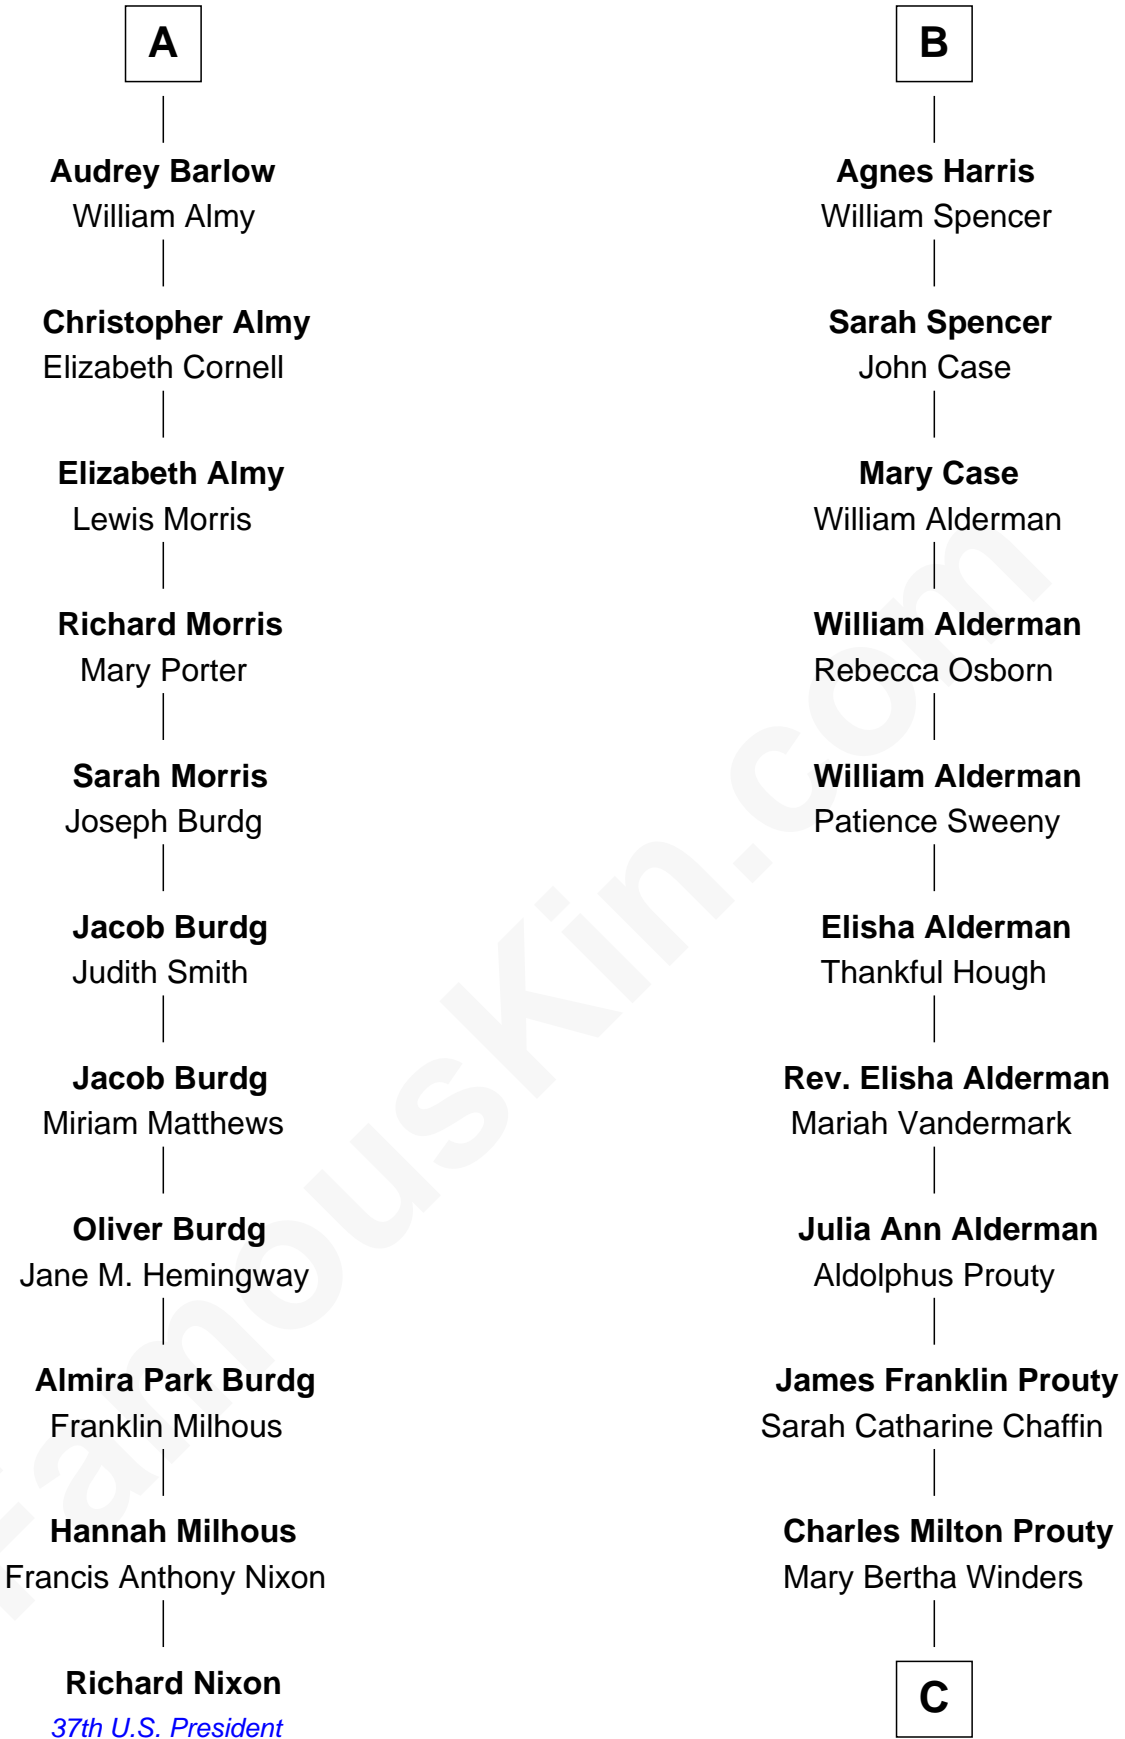 A
Audrey Barlow
William Almy
Christopher Almy
Elizabeth Cornell
Elizabeth Almy
Lewis Morris
Richard Morris
Mary Porter
Sarah Morris
Joseph Burdg
Jacob Burdg
Judith Smith
Jacob Burdg
Miriam Matthews
Oliver Burdg
Jane M. Hemingway
Almira Park Burdg
Franklin Milhous
Hannah Milhous
Francis Anthony Nixon
Richard Nixon
37th U.S. President
B
Agnes Harris
William Spencer
Sarah Spencer
John Case
Mary Case
William Alderman
William Alderman
Rebecca Osborn
William Alderman
Patience Sweeny
Elisha Alderman
Thankful Hough
Rev. Elisha Alderman
Mariah Vandermark
Julia Ann Alderman
Aldolphus Prouty
James Franklin Prouty
Sarah Catharine Chaffin
Charles Milton Prouty
Mary Bertha Winders
C
FamousKin.com